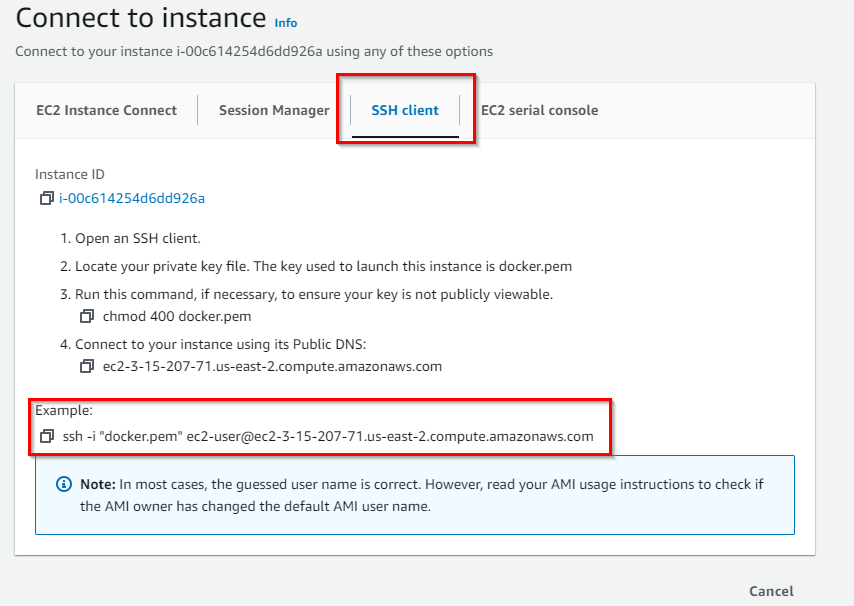 Connect to instance Info
Connect to your instance i-00c614254d6dd926a using any of these options
EC2 Instance Connect Session Manager SSH client EC2 serial console
Instance ID
i-00c614254d6dd926a
1. Open an SSH client.
2. Locate your private key file. The key used to launch this instance is docker.pem
3. Run this command, if necessary, to ensure your key is not publicly viewable.
chmod 400 docker.pem
4. Connect to your instance using its Public DNS:
ec2-3-15-207-71.us-east-2.compute.amazonaws.com
Example:
ssh -i "docker.pem" ec2-user@ec2-3-15-207-71.us-east-2.compute.amazonaws.com
Note: In most cases, the guessed user name is correct. However, read your AMI usage instructions to check if
the AMI owner has changed the default AMI user name.
Cancel